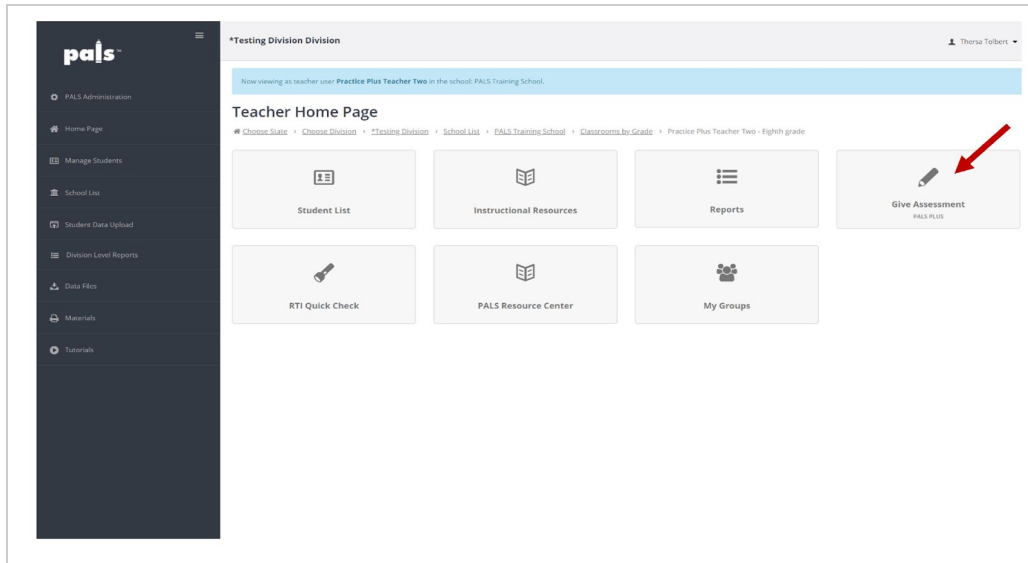 pals™
*Testing Division Division
Thersa Tolbert
Now viewing as teacher user Practice Plus Teacher Two in the school: PALS Training School.
PALS Administration
Home Page
Manage Students
School List
Student Data Upload
Division Level Reports
Data Files
Materials
Tutorials
Teacher Home Page
Choose State › Choose Division › *Testing Division › School List › PALS Training School › Classrooms by Grade › Practice Plus Teacher Two - Eighth grade
Student List
Instructional Resources
Reports
Give Assessment
PALS PLUS
RTI Quick Check
PALS Resource Center
My Groups